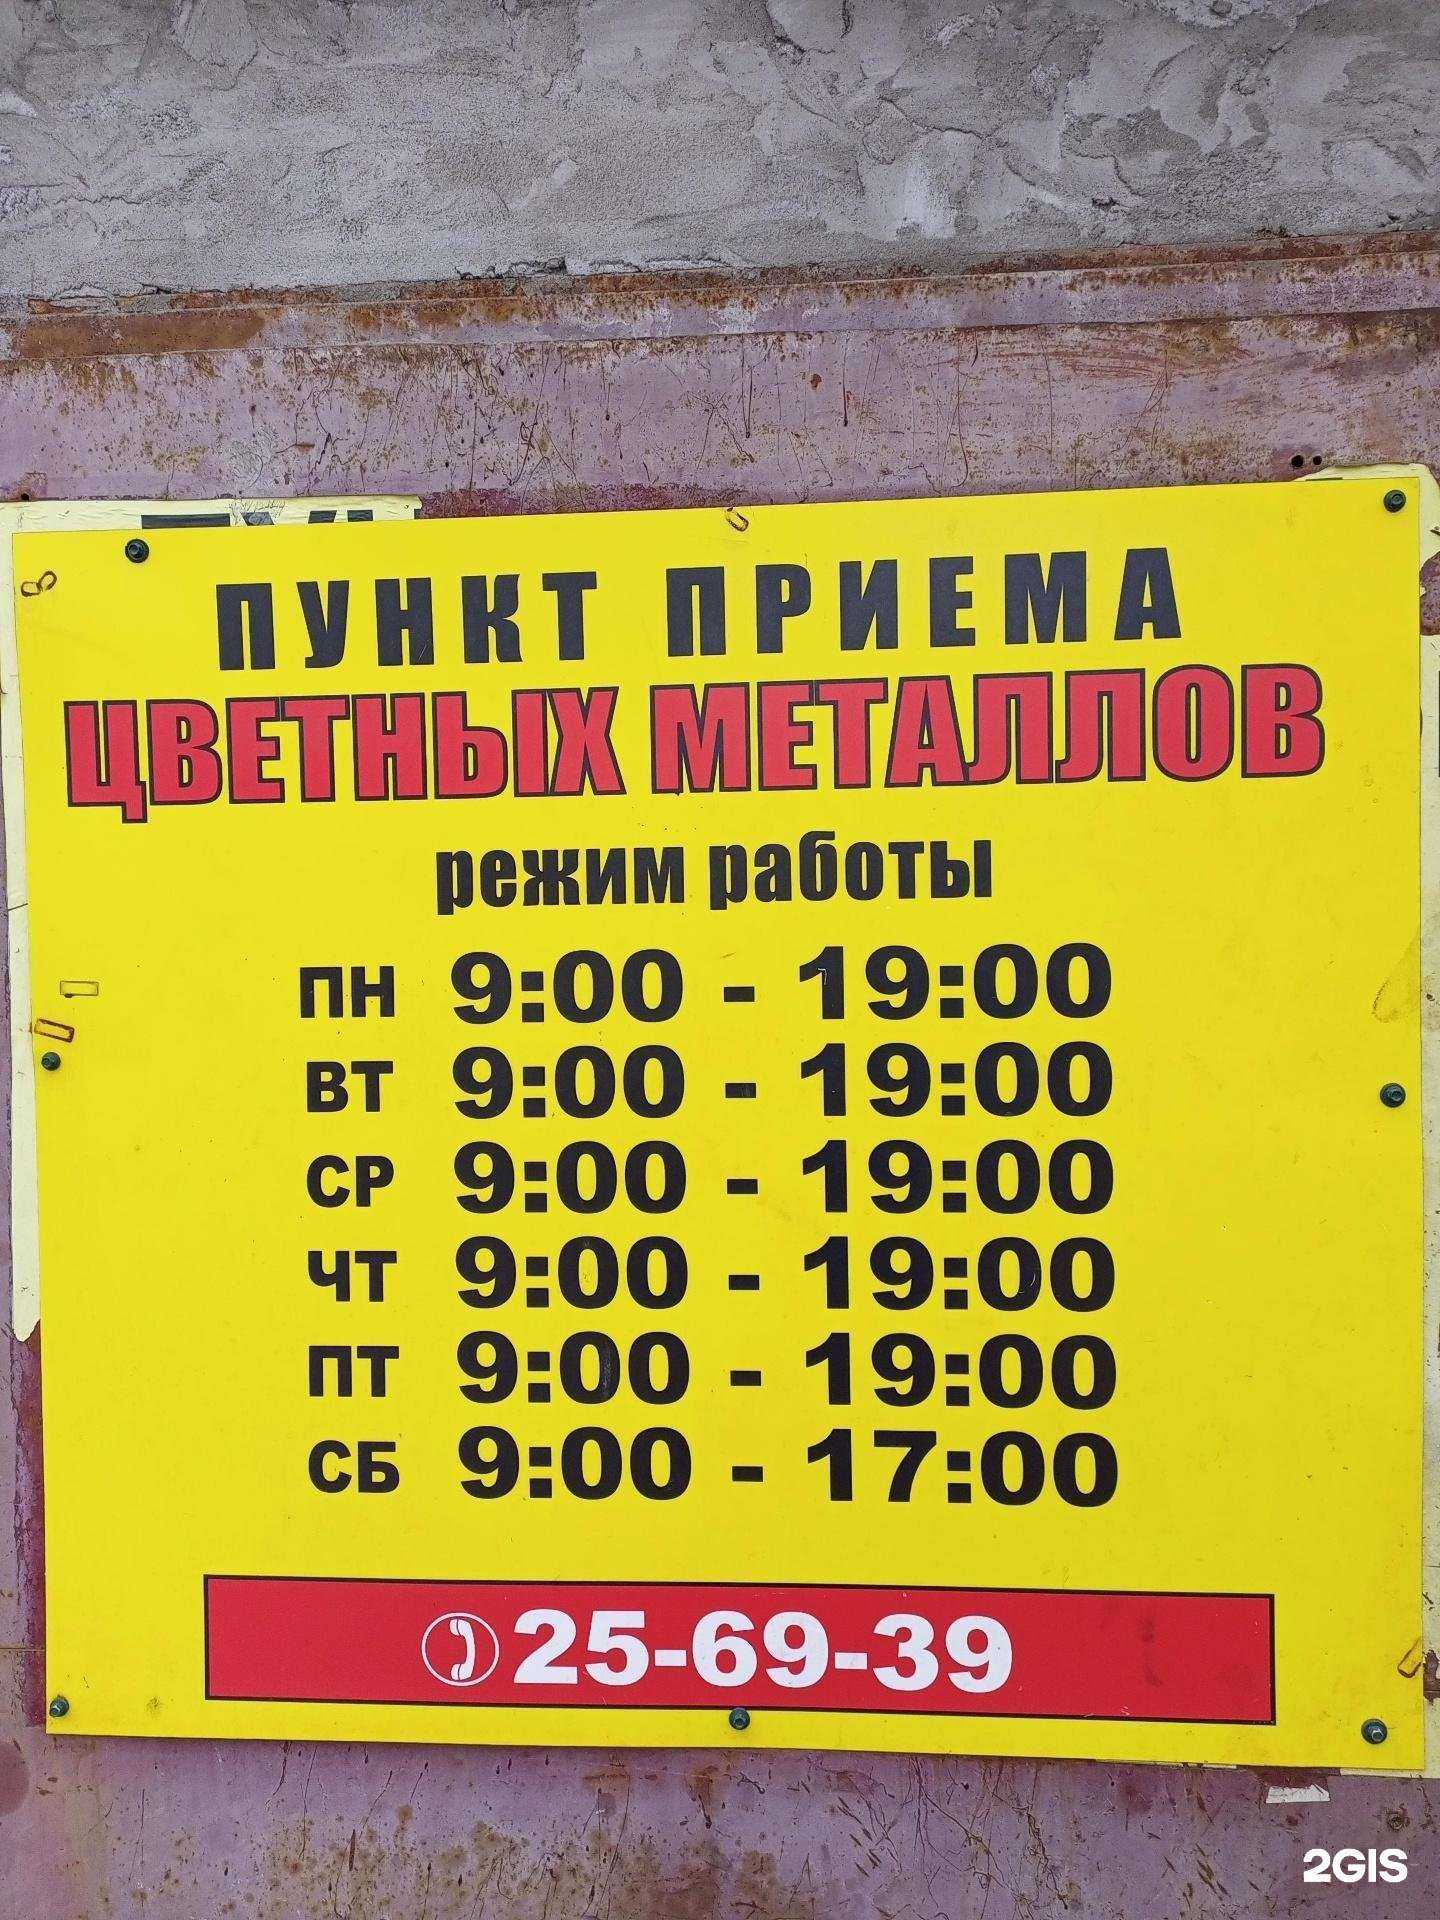 ПУНКТ ПРИЕМА
ЦВЕТНЫХ МЕТАЛЛОВ
режим работы
ПН 9:00 - 19:00
ВТ 9:00 - 19:00
СР 9:00 - 19:00
ЧТ 9:00 - 19:00
ПТ 9:00 - 19:00
СБ 9:00 - 17:00
25-69-39
2GIS